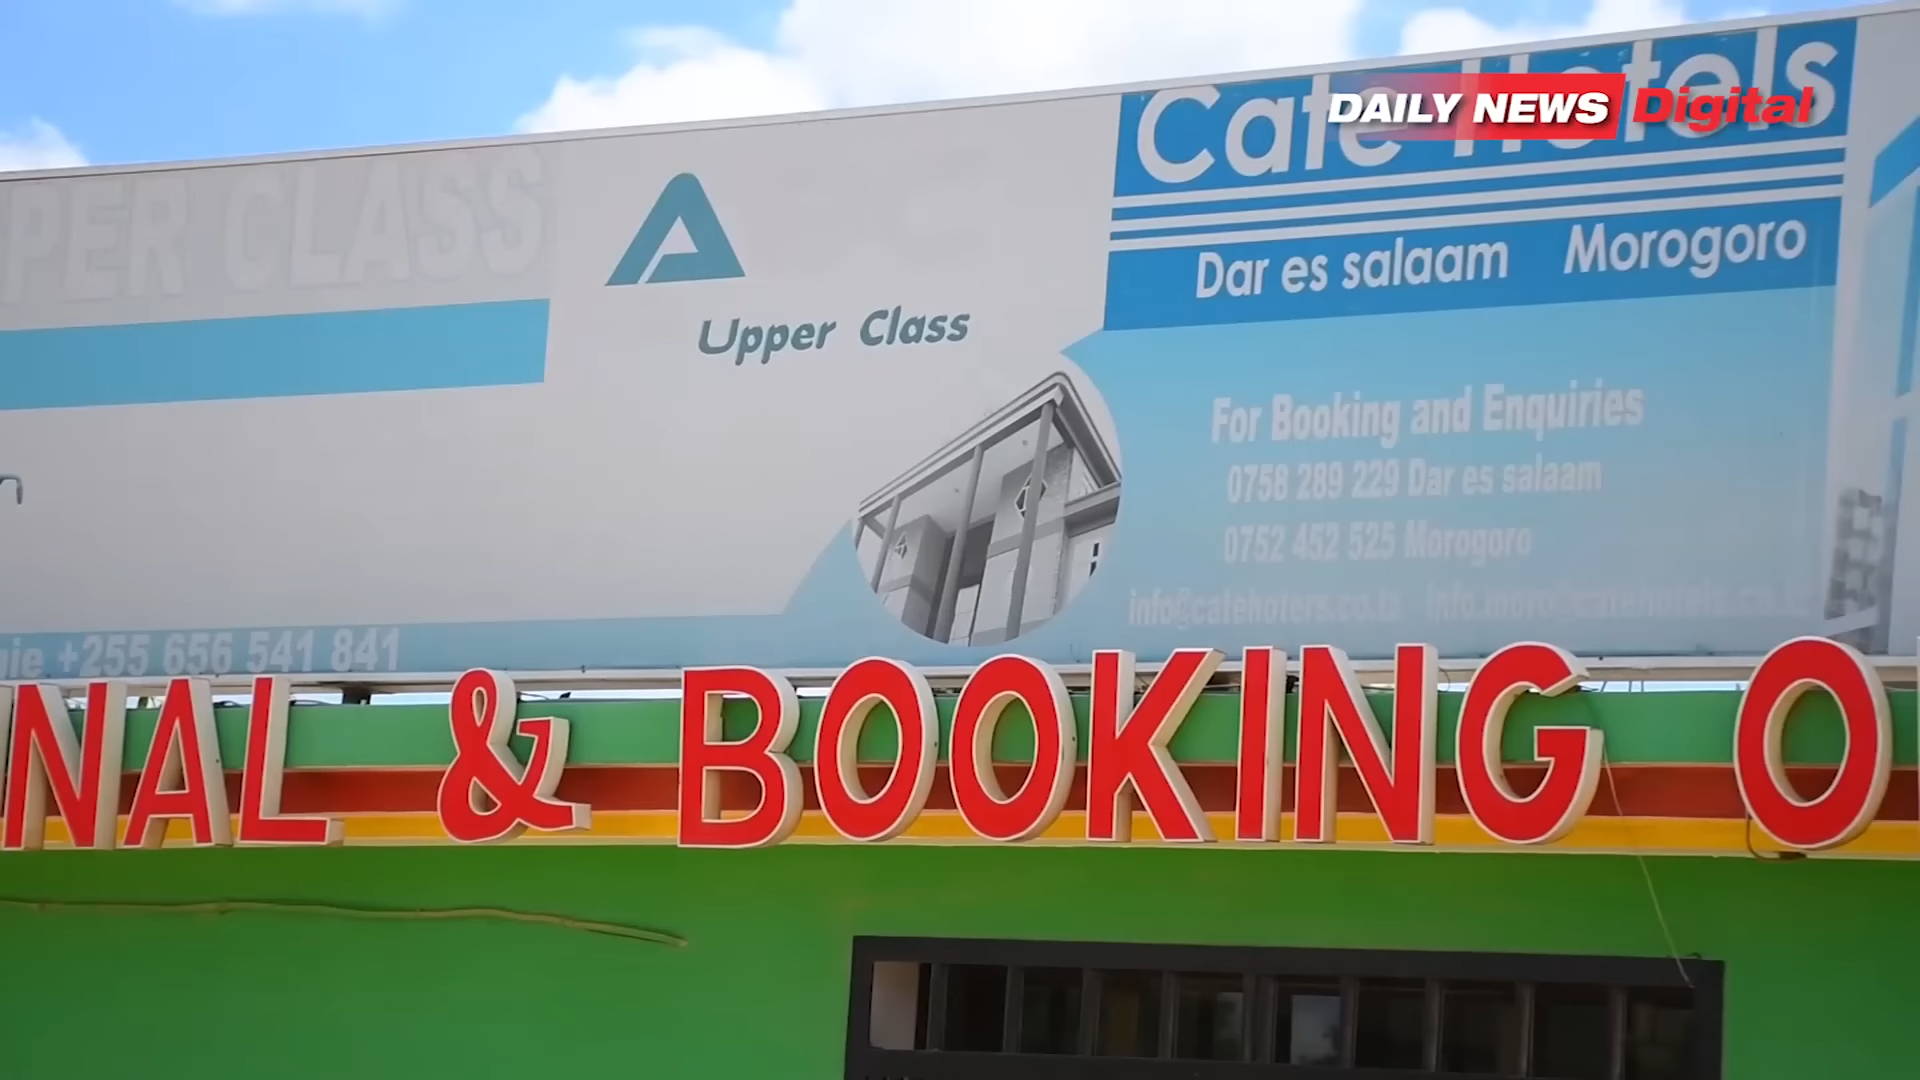 DAILY NEWS Digital
Cate Hotels
Dar es salaam Morogoro
PER CLASS
Upper Class
For Booking and Enquiries
0758 289 229 Dar es salaam
0752 452 525 Morogoro
+255 656 541 841
NAL & BOOKING O